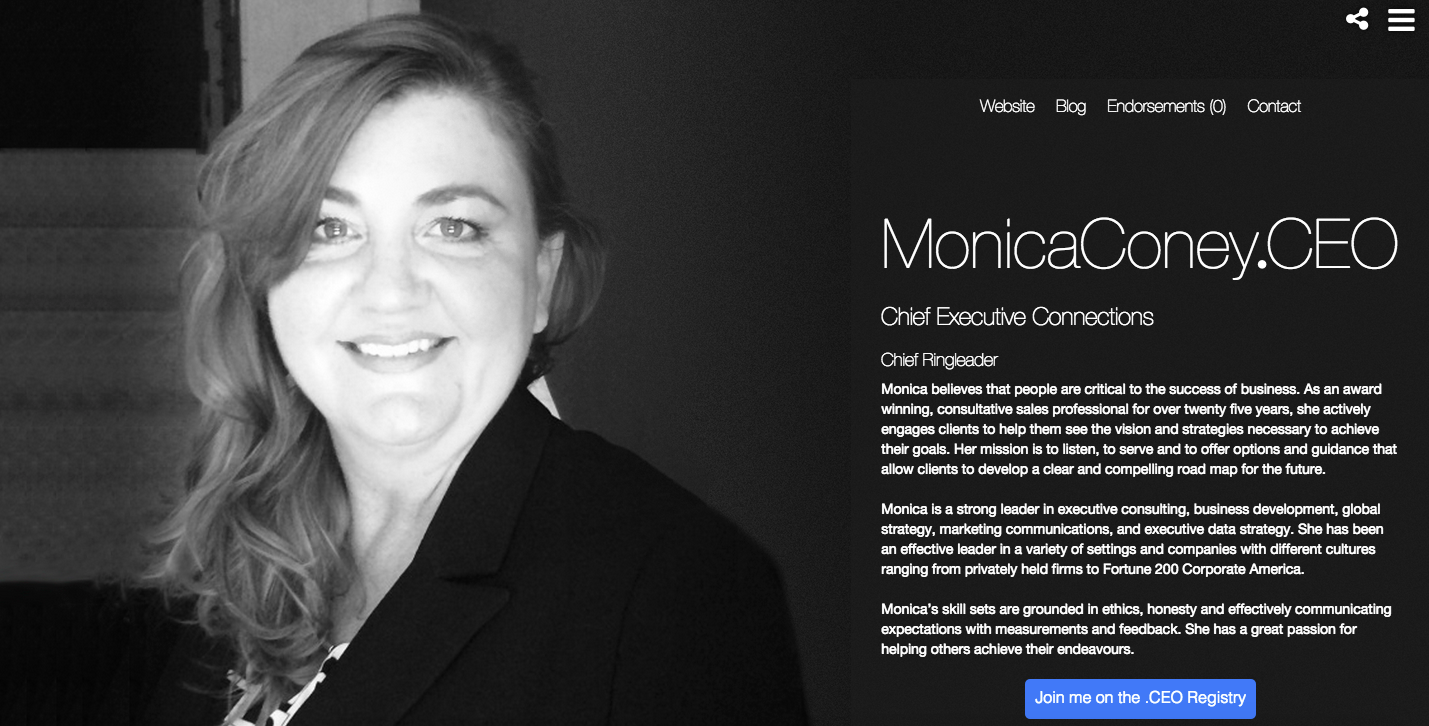 Website Blog Endorsements (0) Contact
MonicaConey.CEO
Chief Executive Connections
Chief Ringleader
Monica believes that people are critical to the success of business. As an award
winning, consultative sales professional for over twenty five years, she actively
engages clients to help them see the vision and strategies necessary to achieve
their goals. Her mission is to listen, to serve and to offer options and guidance that
allow clients to develop a clear and compelling road map for the future.
Monica is a strong leader in executive consulting, business development, global
strategy, marketing communications, and executive data strategy. She has been
an effective leader in a variety of settings and companies with different cultures
ranging from privately held firms to Fortune 200 Corporate America.
Monica’s skill sets are grounded in ethics, honesty and effectively communicating
expectations with measurements and feedback. She has a great passion for
helping others achieve their endeavours.
Join me on the .CEO Registry